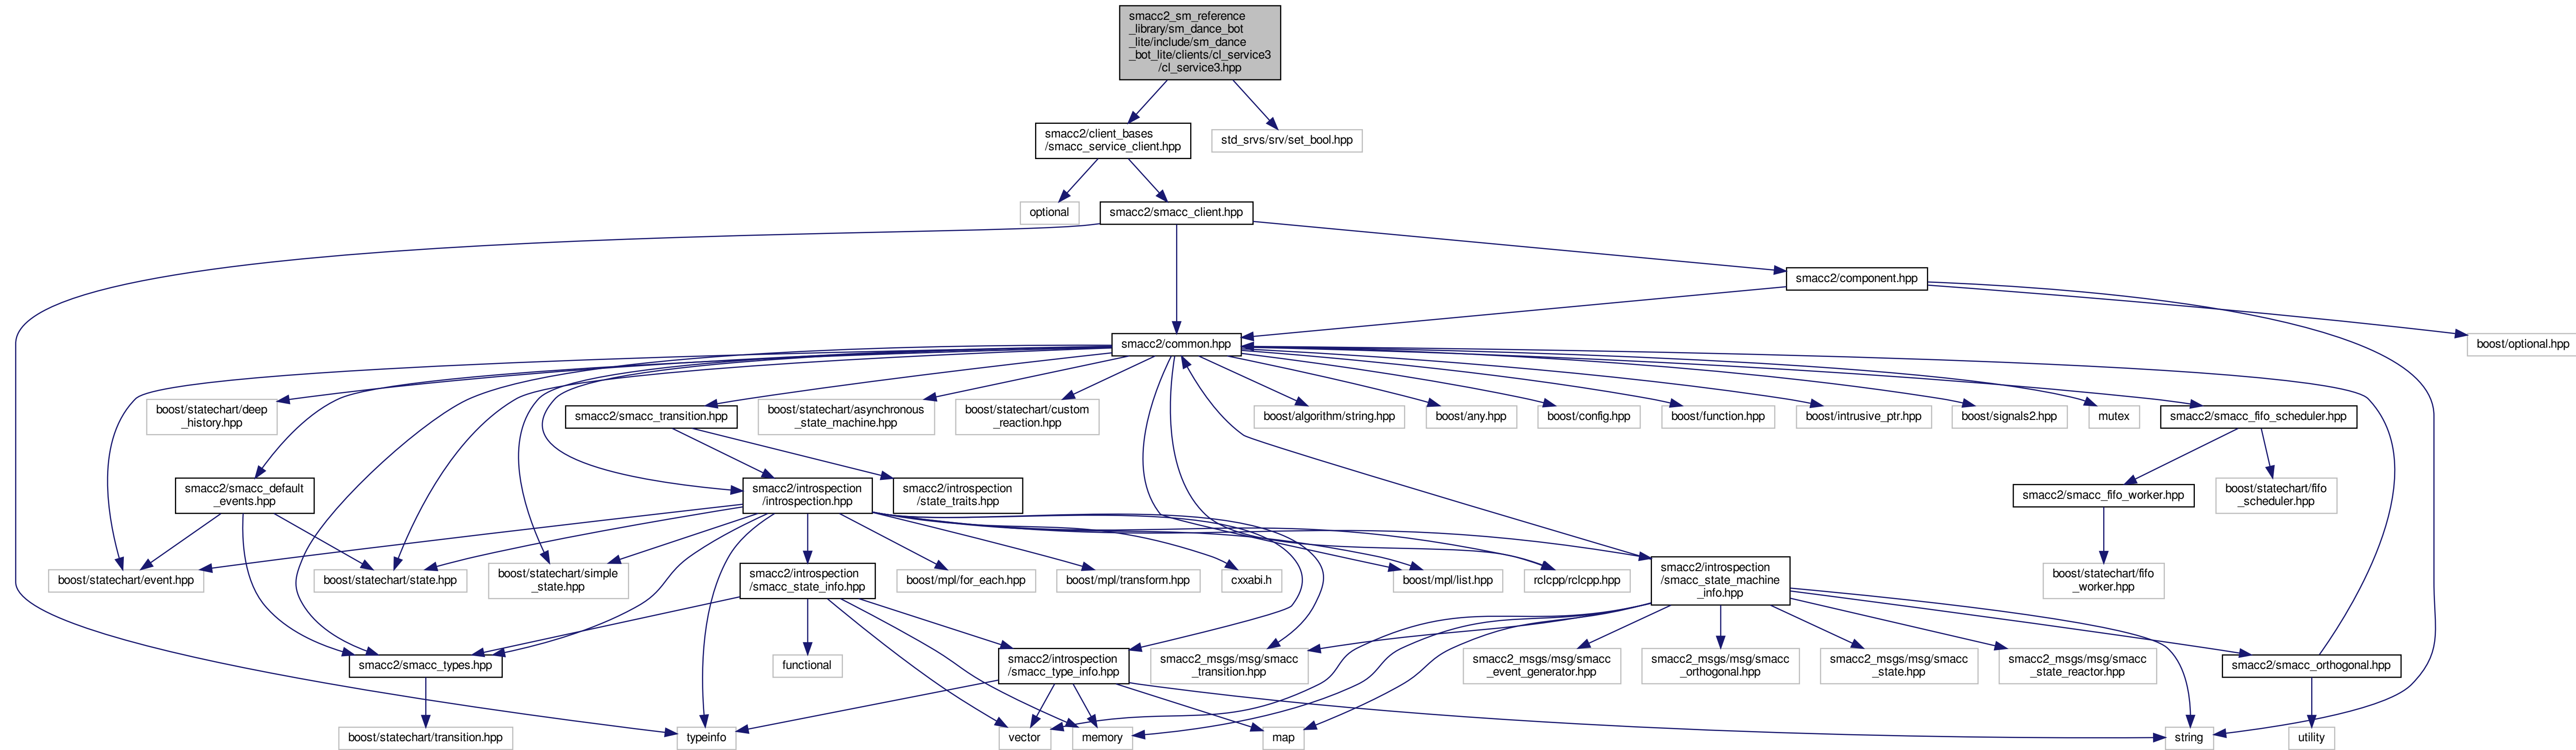 smacc2_sm_reference
_library/sm_dance_bot
_lite/include/sm_dance
_bot_lite/clients/cl_service3
/cl_service3.hpp
smacc2/client_bases
/smacc_service_client.hpp
std_srvs/srv/set_bool.hpp
optional
smacc2/smacc_client.hpp
smacc2/component.hpp
smacc2/common.hpp
boost/optional.hpp
boost/statechart/deep
_history.hpp
smacc2/smacc_transition.hpp
boost/statechart/asynchronous
_state_machine.hpp
boost/statechart/custom
_reaction.hpp
boost/algorithm/string.hpp
boost/any.hpp
boost/config.hpp
boost/function.hpp
boost/intrusive_ptr.hpp
boost/signals2.hpp
mutex
smacc2/smacc_fifo_scheduler.hpp
smacc2/smacc_default
_events.hpp
smacc2/introspection
/introspection.hpp
smacc2/introspection
/state_traits.hpp
smacc2/smacc_fifo_worker.hpp
boost/statechart/fifo
_scheduler.hpp
boost/statechart/event.hpp
boost/statechart/state.hpp
boost/statechart/simple
_state.hpp
smacc2/introspection
/smacc_state_info.hpp
boost/mpl/for_each.hpp
boost/mpl/transform.hpp
cxxabi.h
boost/mpl/list.hpp
rclcpp/rclcpp.hpp
smacc2/introspection
/smacc_state_machine
_info.hpp
boost/statechart/fifo
_worker.hpp
smacc2/smacc_types.hpp
functional
smacc2/introspection
/smacc_type_info.hpp
smacc2_msgs/msg/smacc
_transition.hpp
smacc2_msgs/msg/smacc
_event_generator.hpp
smacc2_msgs/msg/smacc
_orthogonal.hpp
smacc2_msgs/msg/smacc
_state.hpp
smacc2_msgs/msg/smacc
_state_reactor.hpp
smacc2/smacc_orthogonal.hpp
boost/statechart/transition.hpp
typeinfo
vector
memory
map
string
utility